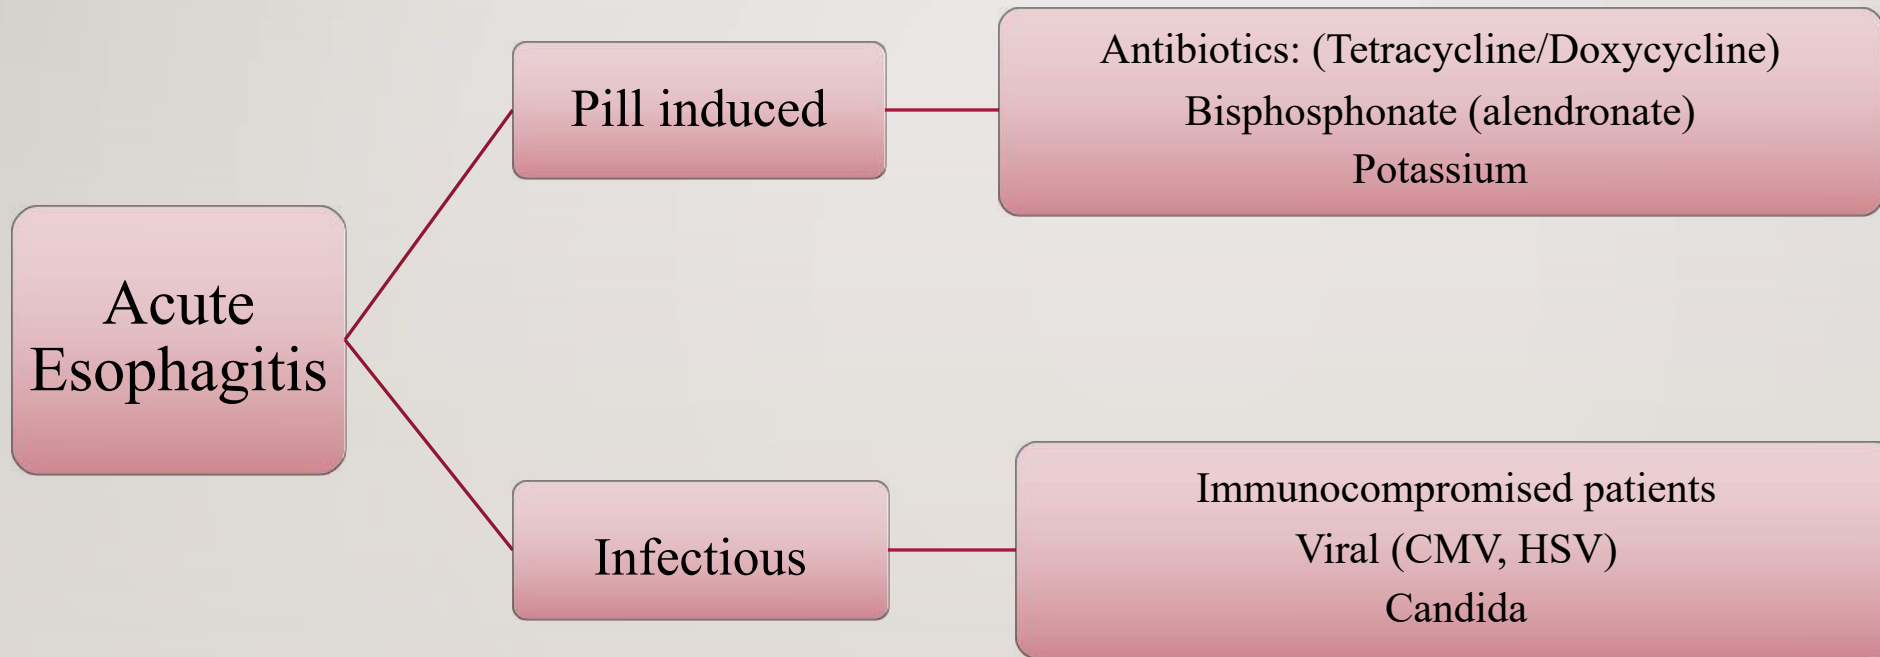 Acute
Esophagitis
Pill induced
Antibiotics: (Tetracycline/Doxycycline)
Bisphosphonate (alendronate)
Potassium
Infectious
Immunocompromised patients
Viral (CMV, HSV)
Candida